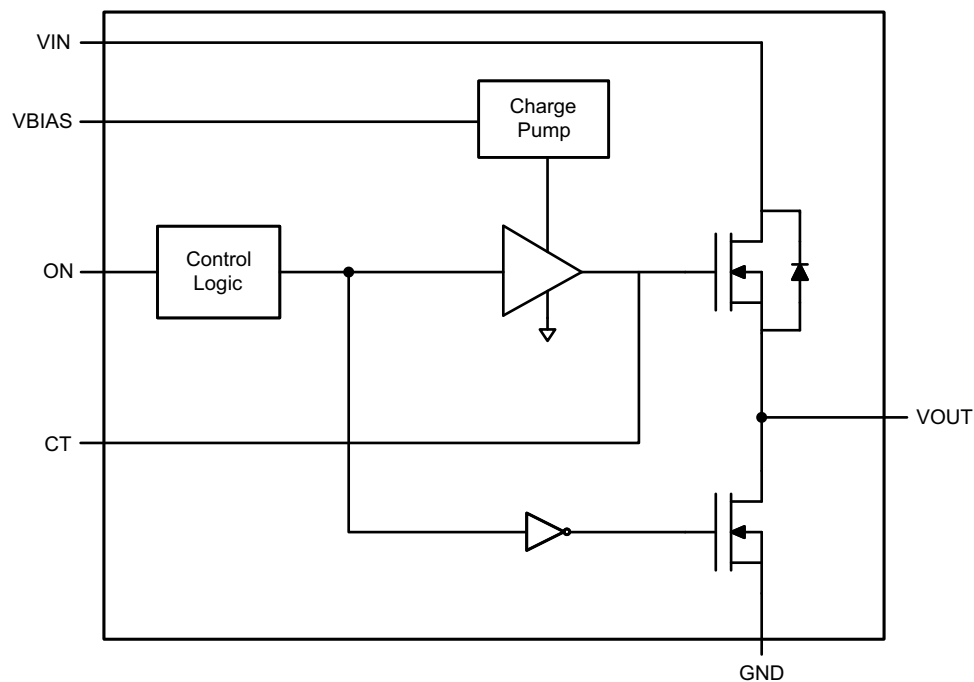 VIN
VBIAS
Charge
Pump
ON
Control
Logic
CT
VOUT
GND